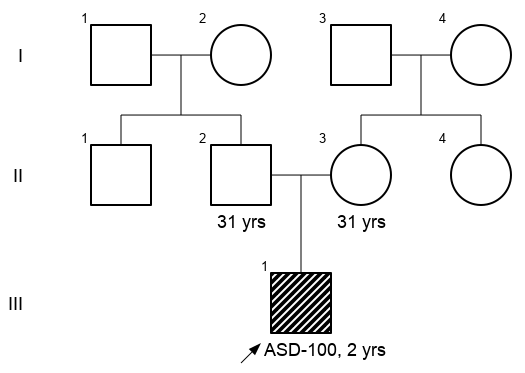 1 2 3 4
I
1 2 3 4
II
31 yrs 31 yrs
1
III
ASD-100, 2 yrs